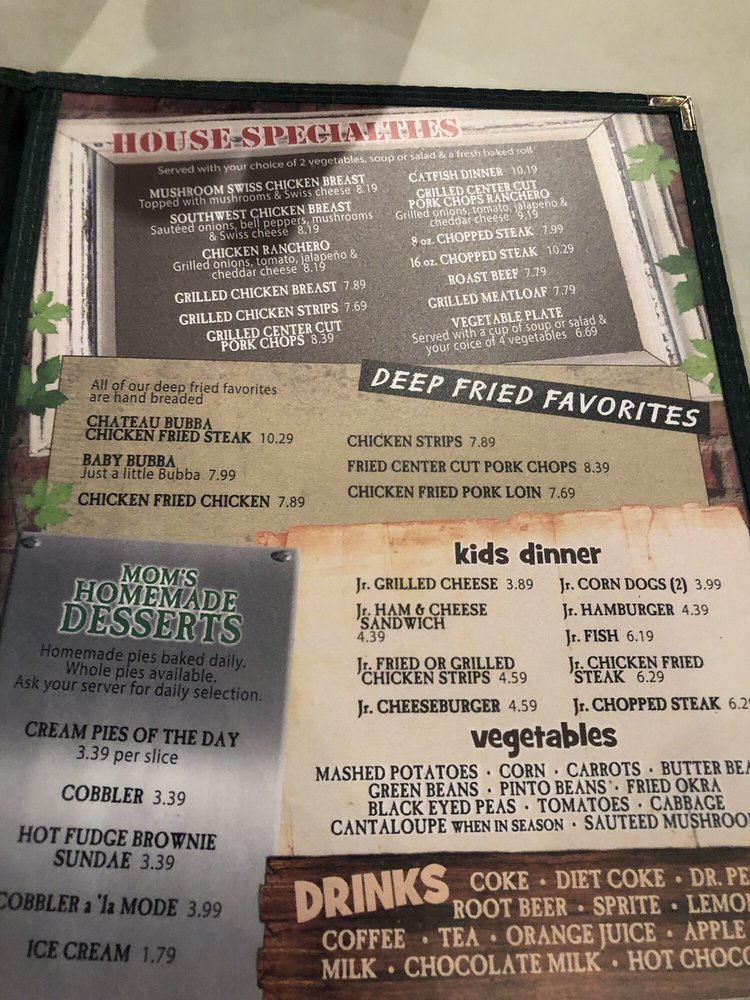 HOUSE SPECIALTIES
Served with your choice of 2 vegetables, soup or salad & a fresh baked roll
MUSHROOM SWISS CHICKEN BREAST
Topped with mushrooms & Swiss cheese 8.19
SOUTHWEST CHICKEN BREAST
Sautéed onions, bell peppers, mushrooms
& Swiss cheese 8.19
CHICKEN RANCHERO
Grilled onions, tomato, jalapeño &
cheddar cheese 8.19
GRILLED CHICKEN BREAST 7.89
GRILLED CHICKEN STRIPS 7.69
GRILLED CENTER CUT
PORK CHOPS 8.39
CATFISH DINNER 10.19
GRILLED CENTER CUT
PORK CHOPS RANCHERO
Grilled onions, tomato, jalapeño &
cheddar cheese 9.19
8 oz. CHOPPED STEAK 7.99
16 oz. CHOPPED STEAK 10.29
ROAST BEEF 7.79
GRILLED MEATLOAF 7.79
VEGETABLE PLATE
Served with a cup of soup or salad &
your coice of 4 vegetables 6.69
DEEP FRIED FAVORITES
All of our deep fried favorites
are hand breaded
CHATEAU BUBBA
CHICKEN FRIED STEAK 10.29
BABY BUBBA
Just a little Bubba 7.99
CHICKEN FRIED CHICKEN 7.89
CHICKEN STRIPS 7.89
FRIED CENTER CUT PORK CHOPS 8.39
CHICKEN FRIED PORK LOIN 7.69
MOM'S
HOMEMADE
DESSERTS
Homemade pies baked daily.
Whole pies available.
Ask your server for daily selection.
CREAM PIES OF THE DAY
3.39 per slice
COBBLER 3.39
HOT FUDGE BROWNIE
SUNDAE 3.39
COBBLER a 'la MODE 3.99
ICE CREAM 1.79
kids dinner
Jr. GRILLED CHEESE 3.89
Jr. HAM & CHEESE
SANDWICH
4.39
Jr. FRIED OR GRILLED
CHICKEN STRIPS 4.59
Jr. CHEESEBURGER 4.59
Jr. CORN DOGS (2) 3.99
Jr. HAMBURGER 4.39
Jr. FISH 6.19
Jr. CHICKEN FRIED
STEAK 6.29
Jr. CHOPPED STEAK 6.2
vegetables
MASHED POTATOES · CORN · CARROTS · BUTTER BEA
GREEN BEANS · PINTO BEANS · FRIED OKRA
BLACK EYED PEAS · TOMATOES · CABBAGE
CANTALOUPE WHEN IN SEASON · SAUTEED MUSHROO
DRINKS
COKE · DIET COKE · DR. PE
ROOT BEER · SPRITE · LEMO
COFFEE · TEA · ORANGE JUICE · APPLE
MILK · CHOCOLATE MILK · HOT CHOC